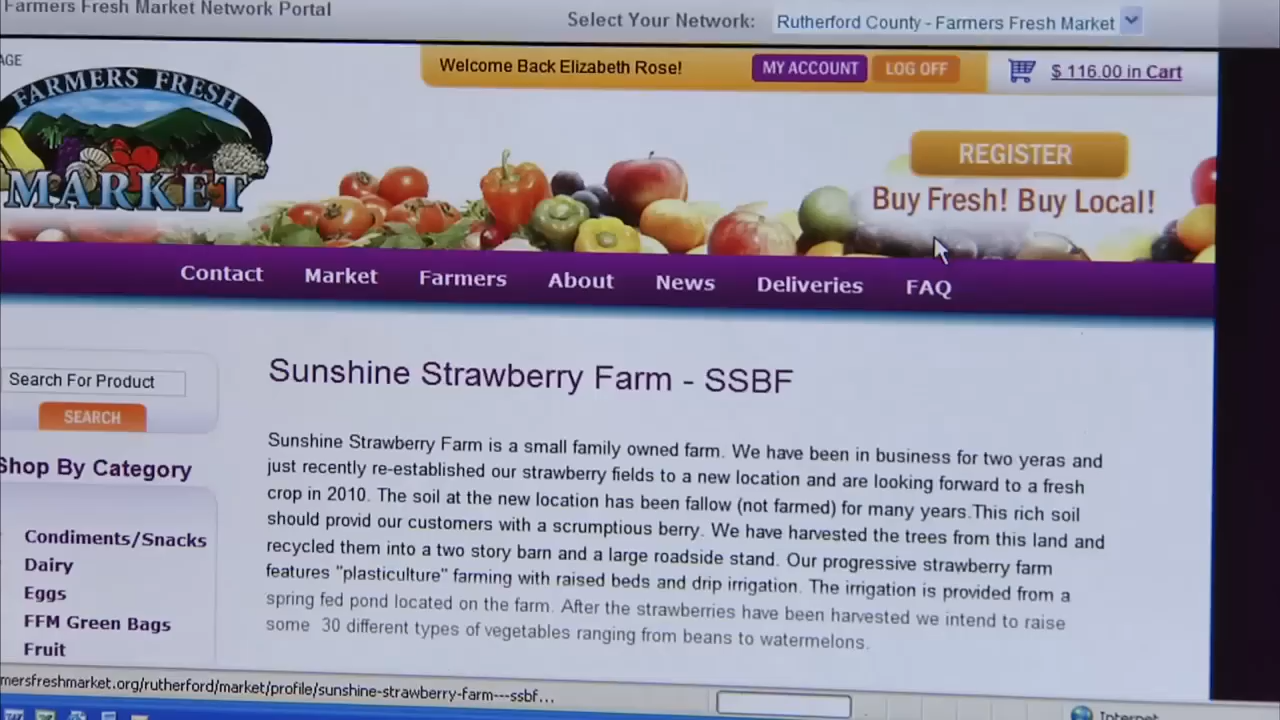 Farmers Fresh Market Network Portal
Select Your Network: Rutherford County - Farmers Fresh Market
AGE
FARMERS FRESH
MARKET
Welcome Back Elizabeth Rose!
MY ACCOUNT
LOG OFF
$ 116.00 in Cart
REGISTER
Buy Fresh! Buy Local!
Contact Market Farmers About News Deliveries FAQ
Search For Product
SEARCH
Shop By Category
Condiments/Snacks
Dairy
Eggs
FFM Green Bags
Fruit
Sunshine Strawberry Farm - SSBF
Sunshine Strawberry Farm is a small family owned farm. We have been in business for two yeras and
just recently re-established our strawberry fields to a new location and are looking forward to a fresh
crop in 2010. The soil at the new location has been fallow (not farmed) for many years.This rich soil
should provid our customers with a scrumptious berry. We have harvested the trees from this land and
recycled them into a two story barn and a large roadside stand. Our progressive strawberry farm
features "plasticulture" farming with raised beds and drip irrigation. The irrigation is provided from a
spring fed pond located on the farm. After the strawberries have been harvested we intend to raise
some 30 different types of vegetables ranging from beans to watermelons.
mersfreshmarket.org/rutherford/market/profile/sunshine-strawberry-farm---ssbf...
Internet